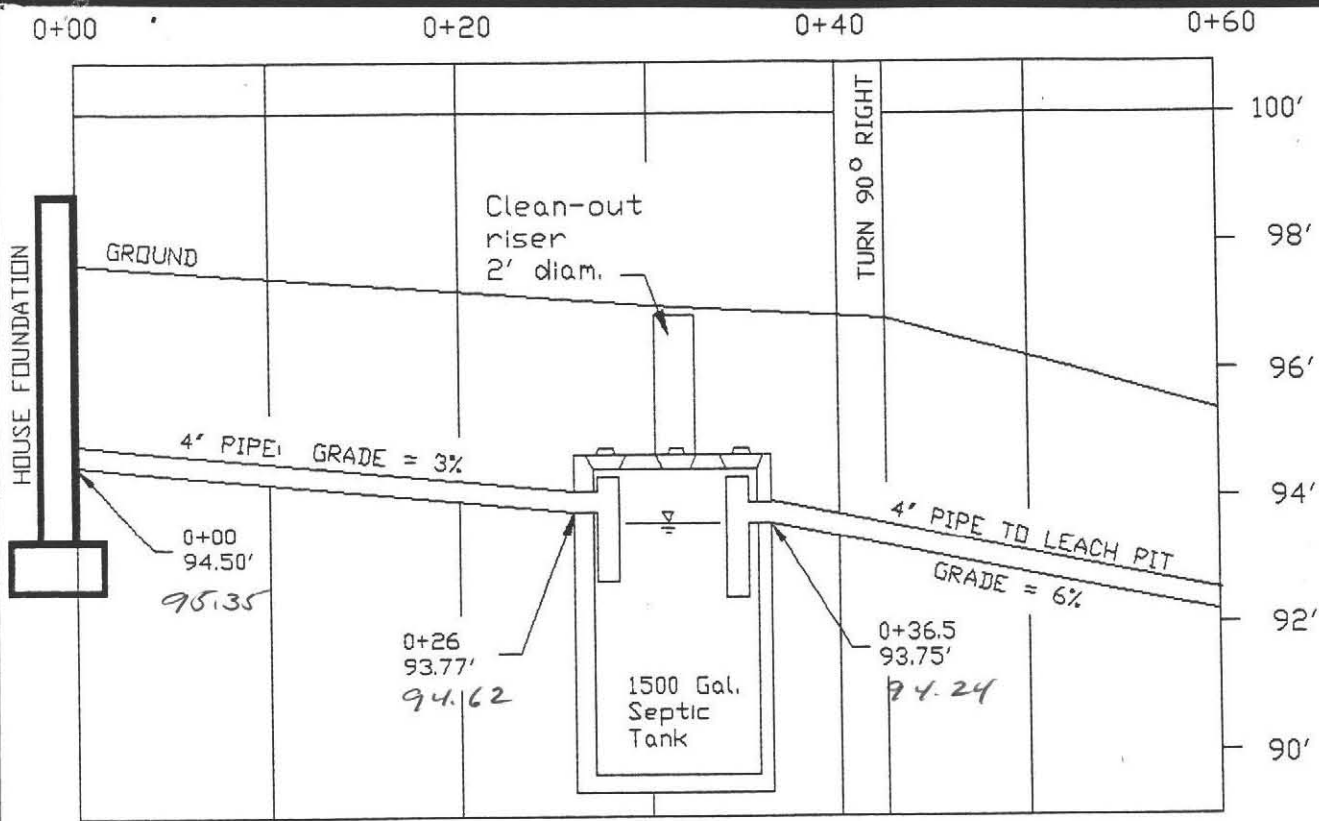 0+00 0+20 0+40 0+60
100'
TURN 90° RIGHT
Clean-out
riser
2' diam.
98'
HOUSE FOUNDATION
GROUND
96'
4" PIPE, GRADE = 3%
94'
4" PIPE TO LEACH PIT
GRADE = 6%
0+00
94.50'
95.35
92'
0+26
93.77'
94.62
0+36.5
93.75'
94.24
1500 Gal.
Septic
Tank
90'